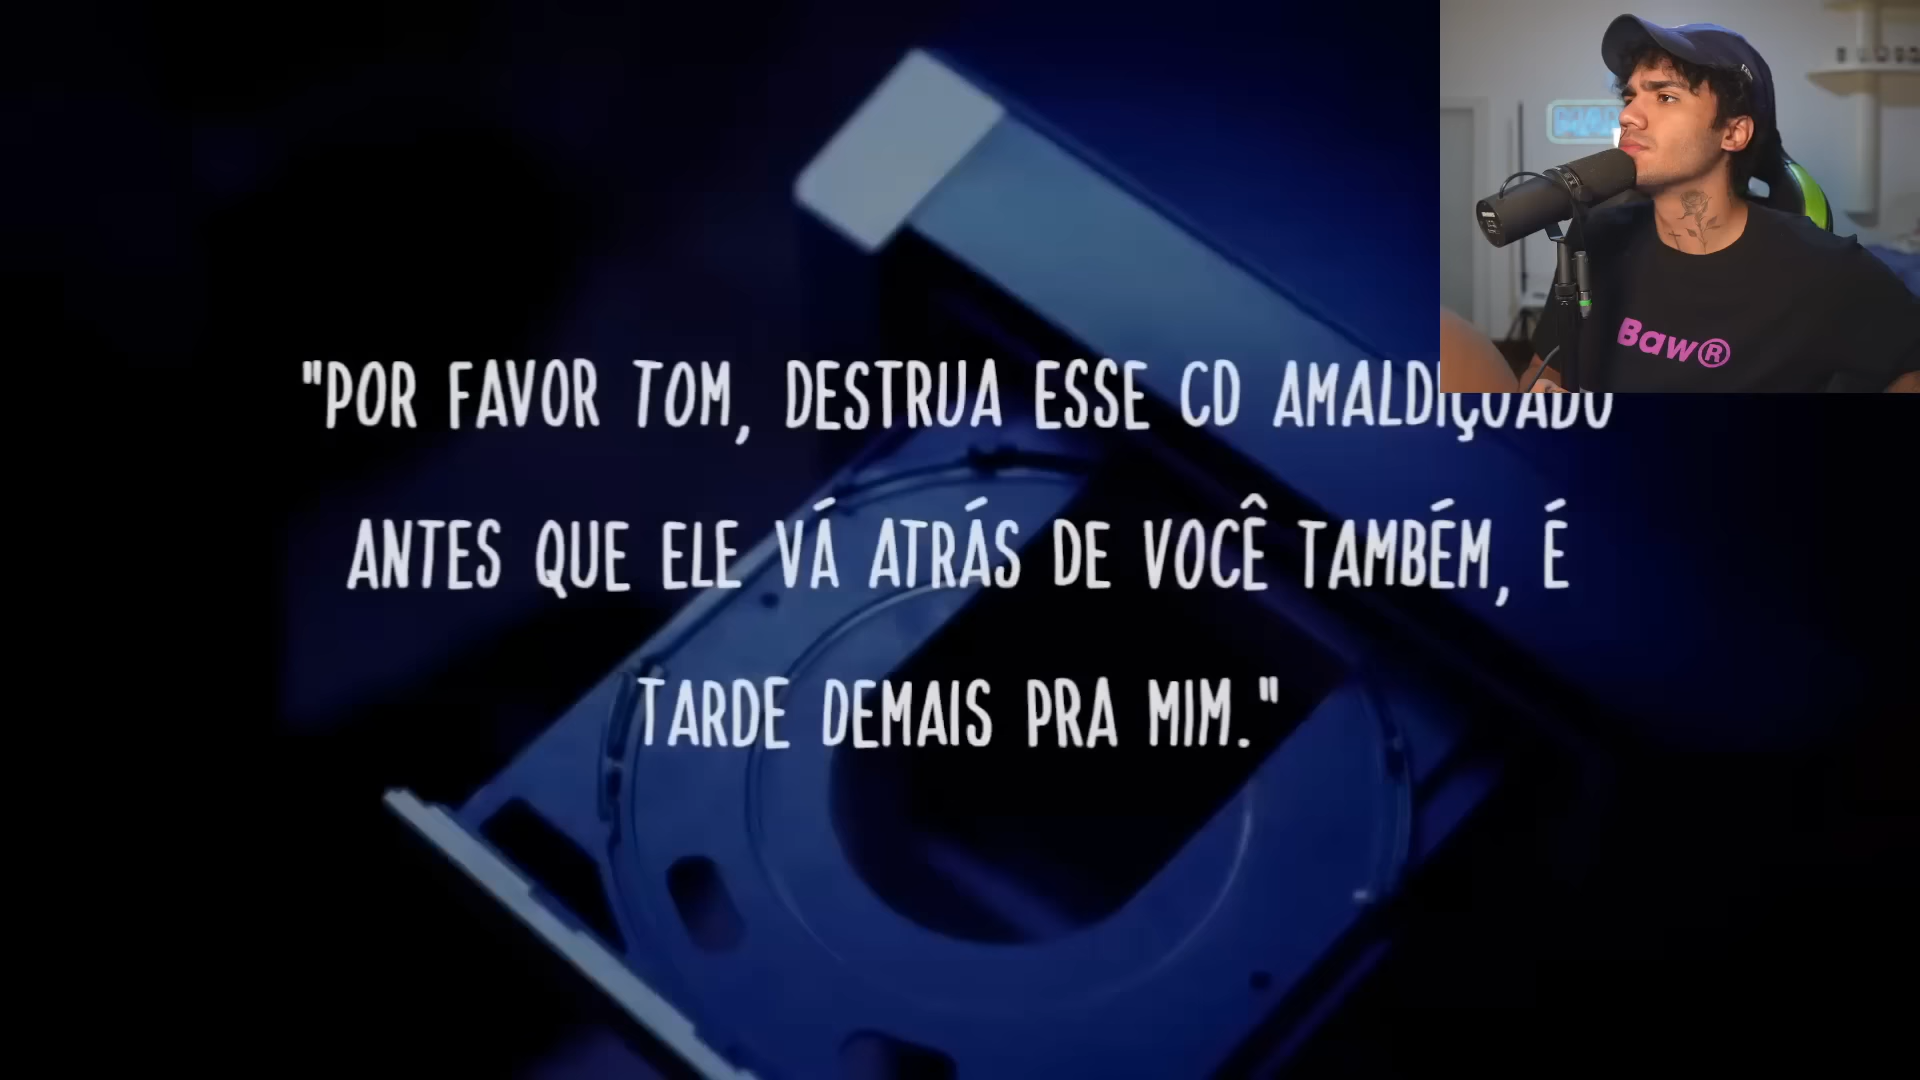 MAN
Baw®
"POR FAVOR TOM, DESTRUA ESSE CD AMALDIÇOADO
ANTES QUE ELE VÁ ATRÁS DE VOCÊ TAMBÉM, É
TARDE DEMAIS PRA MIM."